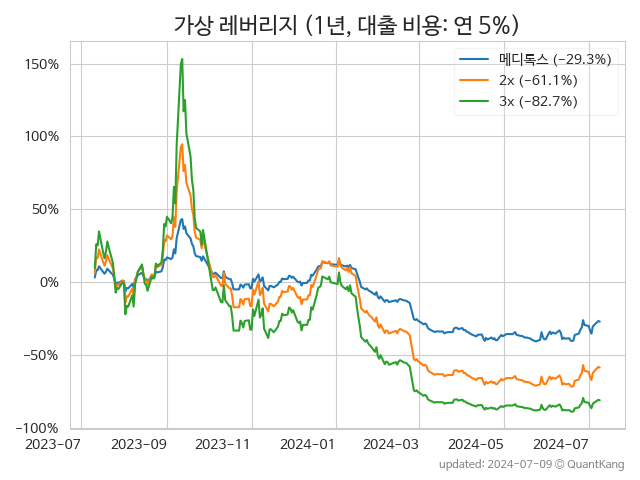 가상 레버리지 (1년, 대출 비용: 연 5%)
메디톡스 (−29.3%)
2x (−61.1%)
3x (−82.7%)
150%
100%
50%
0%
−50%
−100%
2023-07 2023-09 2023-11 2024-01 2024-03 2024-05 2024-07
updated: 2024-07-09 © QuantKang